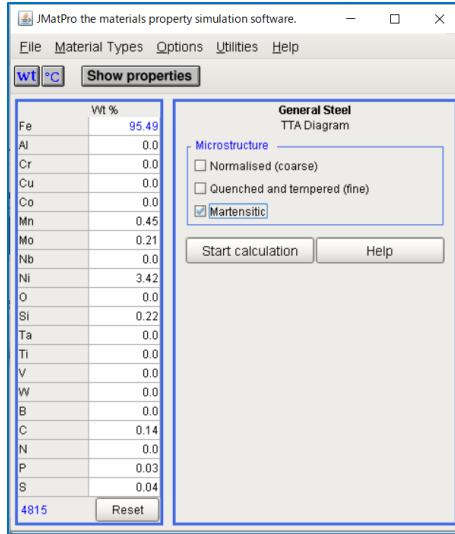 JMatPro the materials property simulation software.
File Material Types Options Utilities Help
wt °C Show properties
Wt %
Fe 95.49
Al 0.0
Cr 0.0
Cu 0.0
Co 0.0
Mn 0.45
Mo 0.21
Nb 0.0
Ni 3.42
O 0.0
Si 0.22
Ta 0.0
Ti 0.0
V 0.0
W 0.0
B 0.0
C 0.14
N 0.0
P 0.03
S 0.04
4815 Reset
General Steel
TTA Diagram
Microstructure
Normalised (coarse)
Quenched and tempered (fine)
Martensitic
Start calculation Help